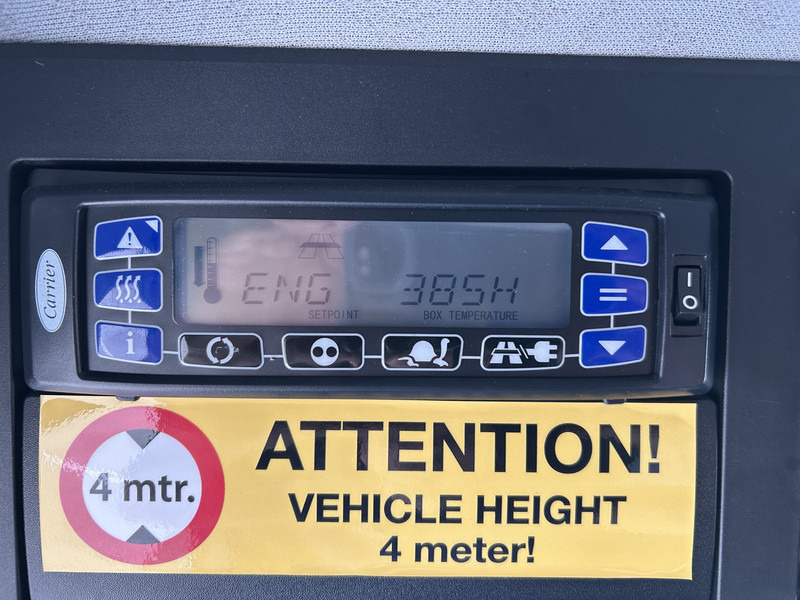 Carrier
ENG 385H
SETPOINT BOX TEMPERATURE
i
4 mtr.
ATTENTION!
VEHICLE HEIGHT
4 meter!